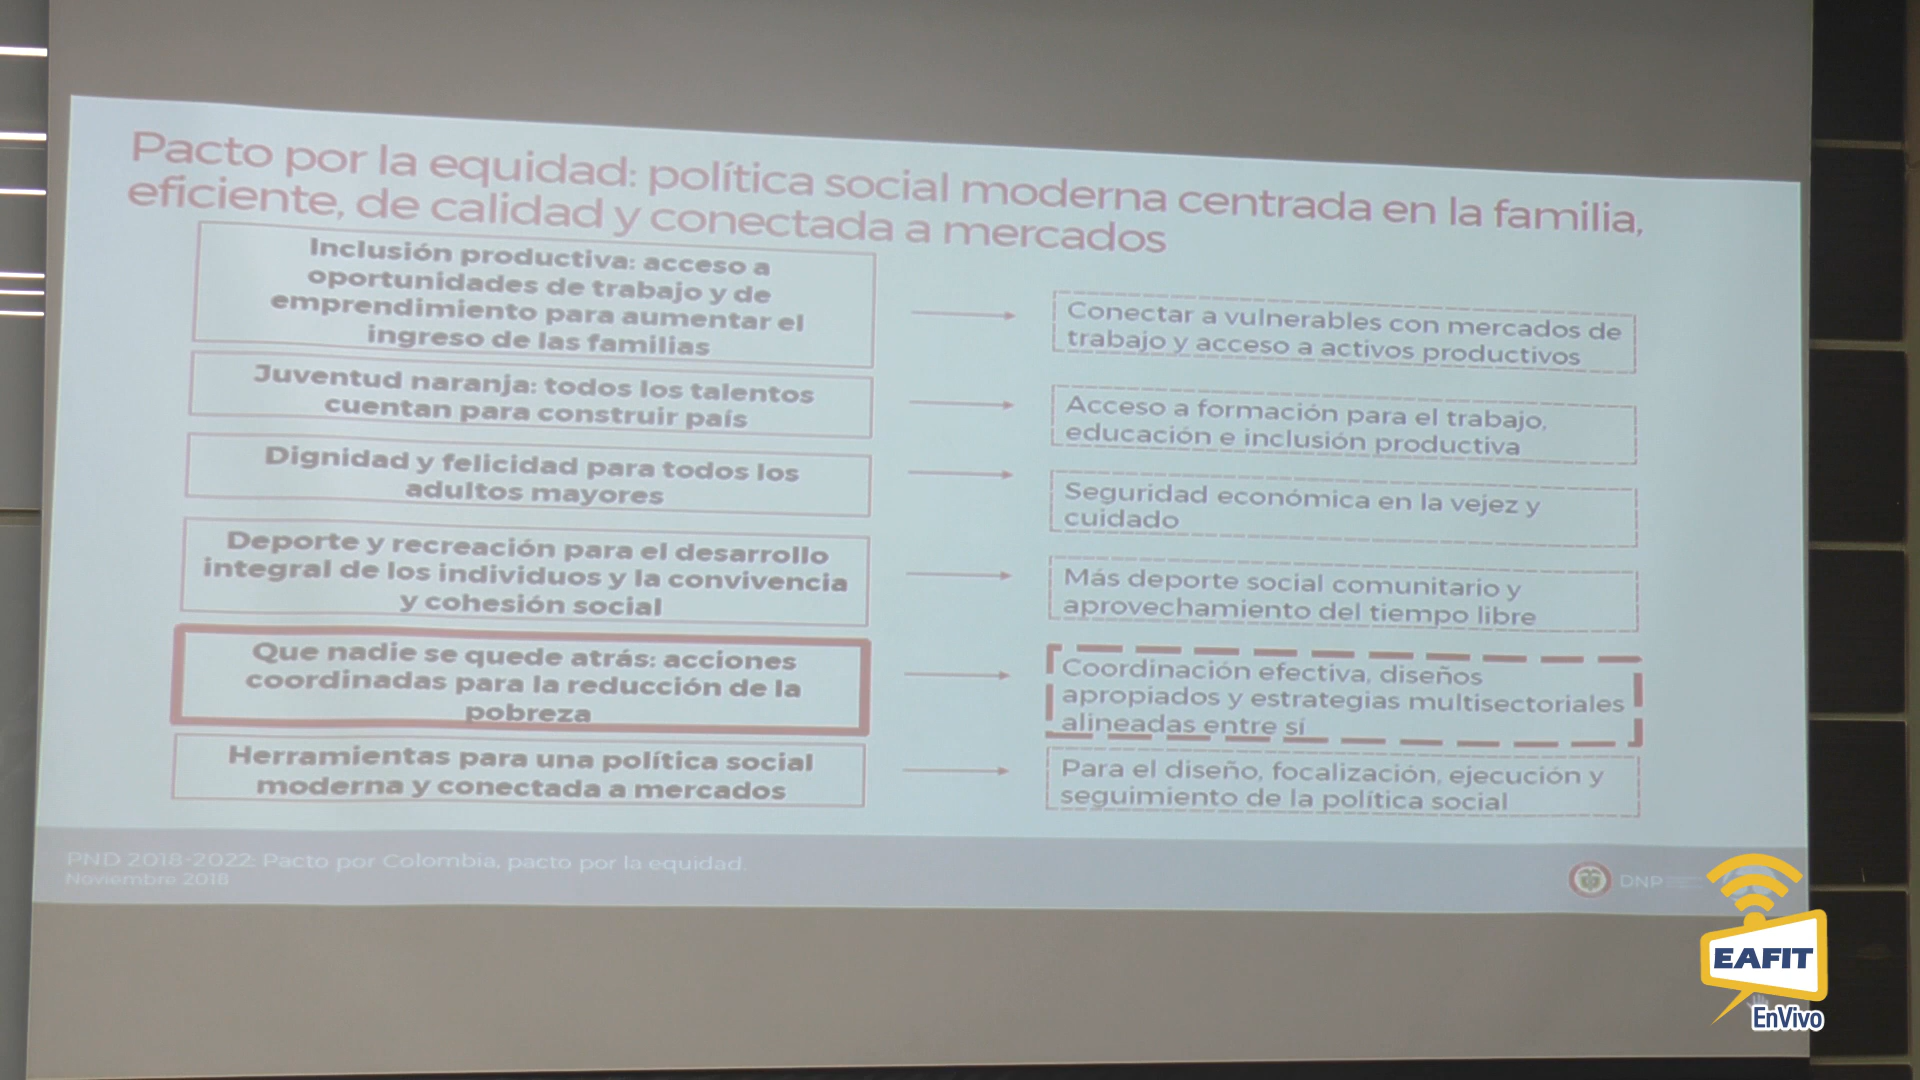 Pacto por la equidad: política social moderna centrada en la familia,
eficiente, de calidad y conectada a mercados
Inclusión productiva: acceso a
oportunidades de trabajo y de
emprendimiento para aumentar el
ingreso de las familias
Conectar a vulnerables con mercados de
trabajo y acceso a activos productivos
Juventud naranja: todos los talentos
cuentan para construir país
Acceso a formación para el trabajo,
educación e inclusión productiva
Dignidad y felicidad para todos los
adultos mayores
Seguridad económica en la vejez y
cuidado
Deporte y recreación para el desarrollo
integral de los individuos y la convivencia
y cohesión social
Más deporte social comunitario y
aprovechamiento del tiempo libre
Que nadie se quede atrás: acciones
coordinadas para la reducción de la
pobreza
Coordinación efectiva, diseños
apropiados y estrategias multisectoriales
alineadas entre sí
Herramientas para una política social
moderna y conectada a mercados
Para el diseño, focalización, ejecución y
seguimiento de la política social
PND 2018-2022: Pacto por Colombia, pacto por la equidad.
Noviembre 2018
DNP
EAFIT
EnVivo